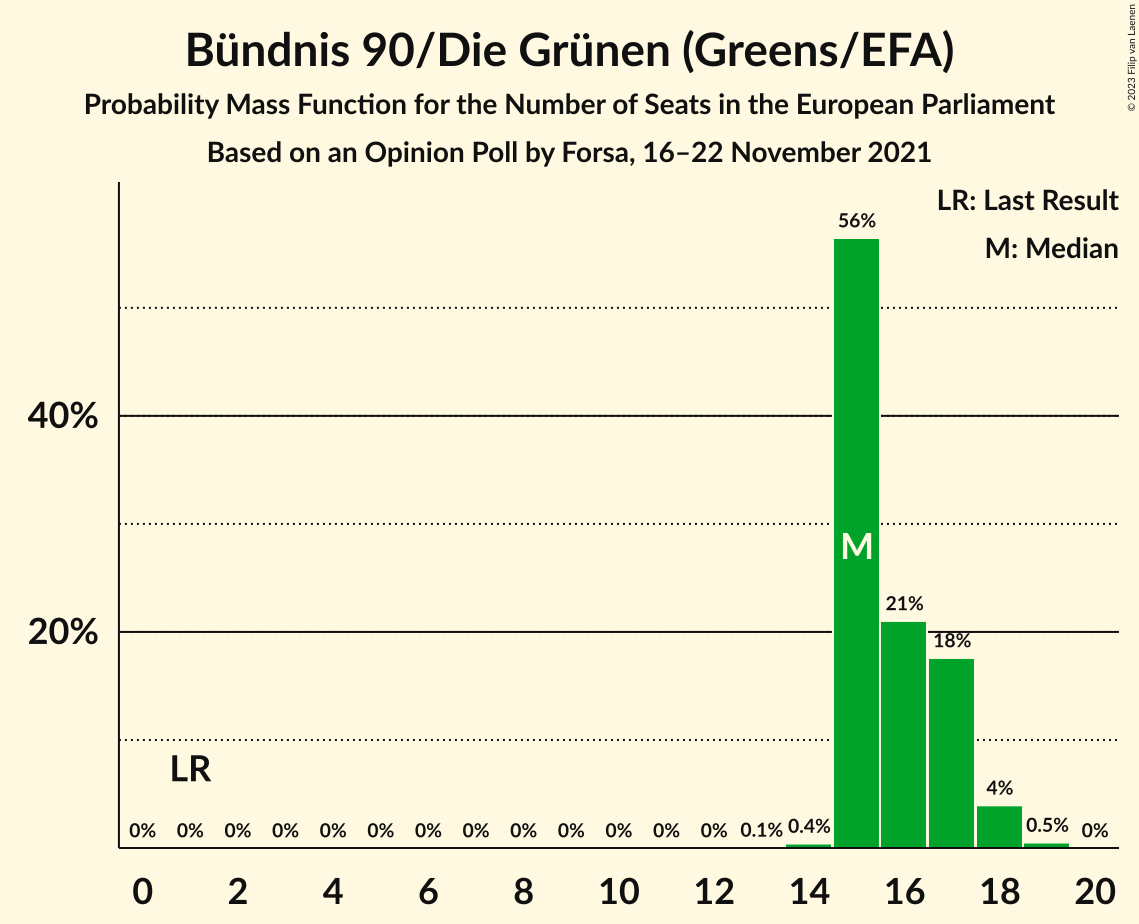 Bündnis 90/Die Grünen (Greens/EFA)
Probability Mass Function for the Number of Seats in the European Parliament
Based on an Opinion Poll by Forsa, 16–22 November 2021
© 2023 Filip van Laenen
LR: Last Result
M: Median
56%
40%
M
21%
20%
18%
LR
4%
0% 0% 0% 0% 0% 0% 0% 0% 0% 0% 0% 0% 0% 0.1% 0.4% 0.5% 0%
0 2 4 6 8 10 12 14 16 18 20